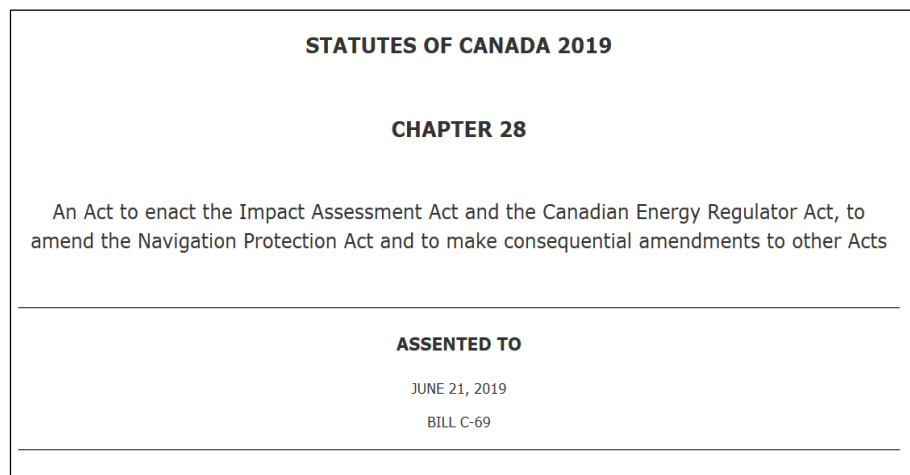 STATUTES OF CANADA 2019
CHAPTER 28
An Act to enact the Impact Assessment Act and the Canadian Energy Regulator Act, to
amend the Navigation Protection Act and to make consequential amendments to other Acts
ASSENTED TO
JUNE 21, 2019
BILL C-69